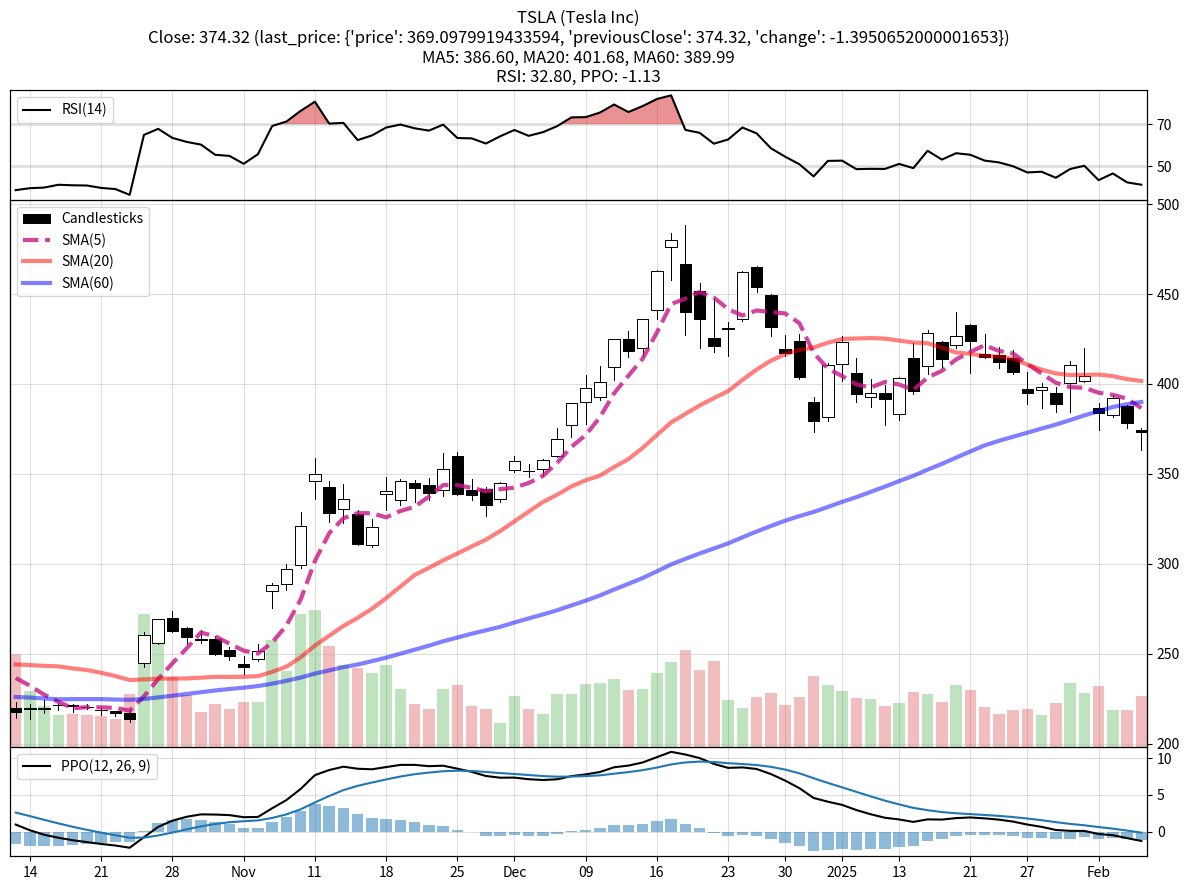 TSLA (Tesla Inc)
Close: 374.32 (last_price: {'price': 369.0979919433594, 'previousClose': 374.32, 'change': -1.3950652000001653})
MA5: 386.60, MA20: 401.68, MA60: 389.99
RSI: 32.80, PPO: -1.13
RSI(14)
70
50
Candlesticks
SMA(5)
SMA(20)
SMA(60)
500
450
400
350
300
250
200
PPO(12, 26, 9)
10
5
0
14 21 28 Nov 11 18 25 Dec 09 16 23 30 2025 13 21 27 Feb